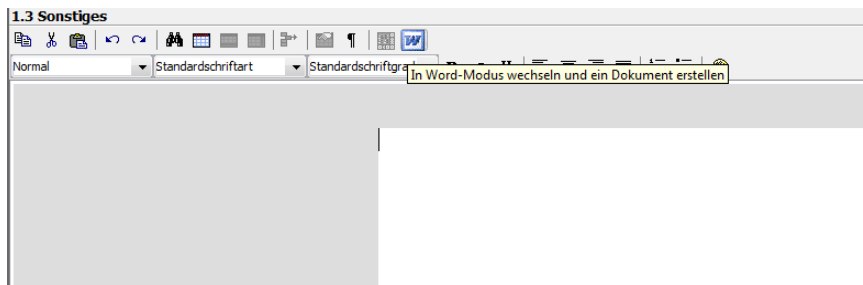 1.3 Sonstiges
Normal Standardschriftart Standardschriftgra
In Word-Modus wechseln und ein Dokument erstellen